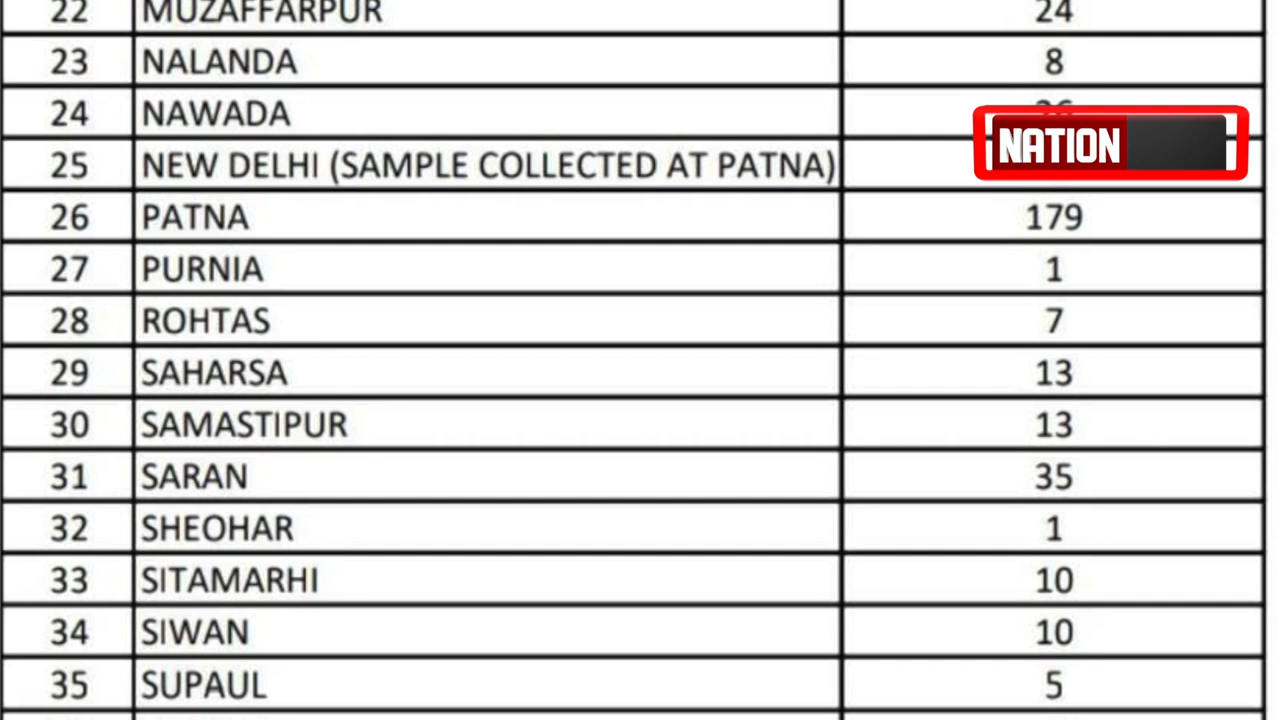 22 MUZAFFARPUR 24
23 NALANDA 8
24 NAWADA
NATION
25 NEW DELHI (SAMPLE COLLECTED AT PATNA)
26 PATNA 179
27 PURNIA 1
28 ROHTAS 7
29 SAHARSA 13
30 SAMASTIPUR 13
31 SARAN 35
32 SHEOHAR 1
33 SITAMARHI 10
34 SIWAN 10
35 SUPAUL 5